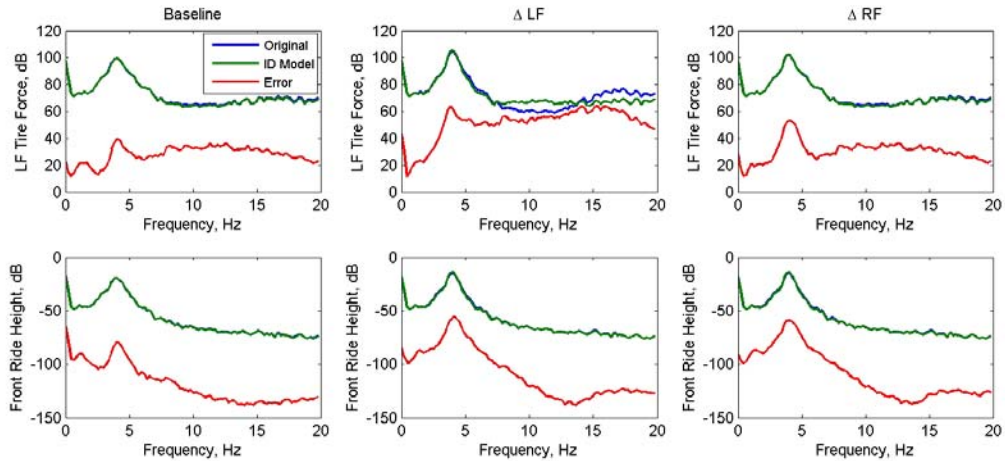 Baseline
Δ LF
Δ RF
LF Tire Force, dB
120
100
80
60
40
20
0
0 5 10 15 20
Frequency, Hz
Original
ID Model
Error
LF Tire Force, dB
120
100
80
60
40
20
0
0 5 10 15 20
Frequency, Hz
LF Tire Force, dB
120
100
80
60
40
20
0
0 5 10 15 20
Frequency, Hz
Front Ride Height, dB
0
-50
-100
-150
0 5 10 15 20
Frequency, Hz
Front Ride Height, dB
0
-50
-100
-150
0 5 10 15 20
Frequency, Hz
Front Ride Height, dB
0
-50
-100
-150
0 5 10 15 20
Frequency, Hz